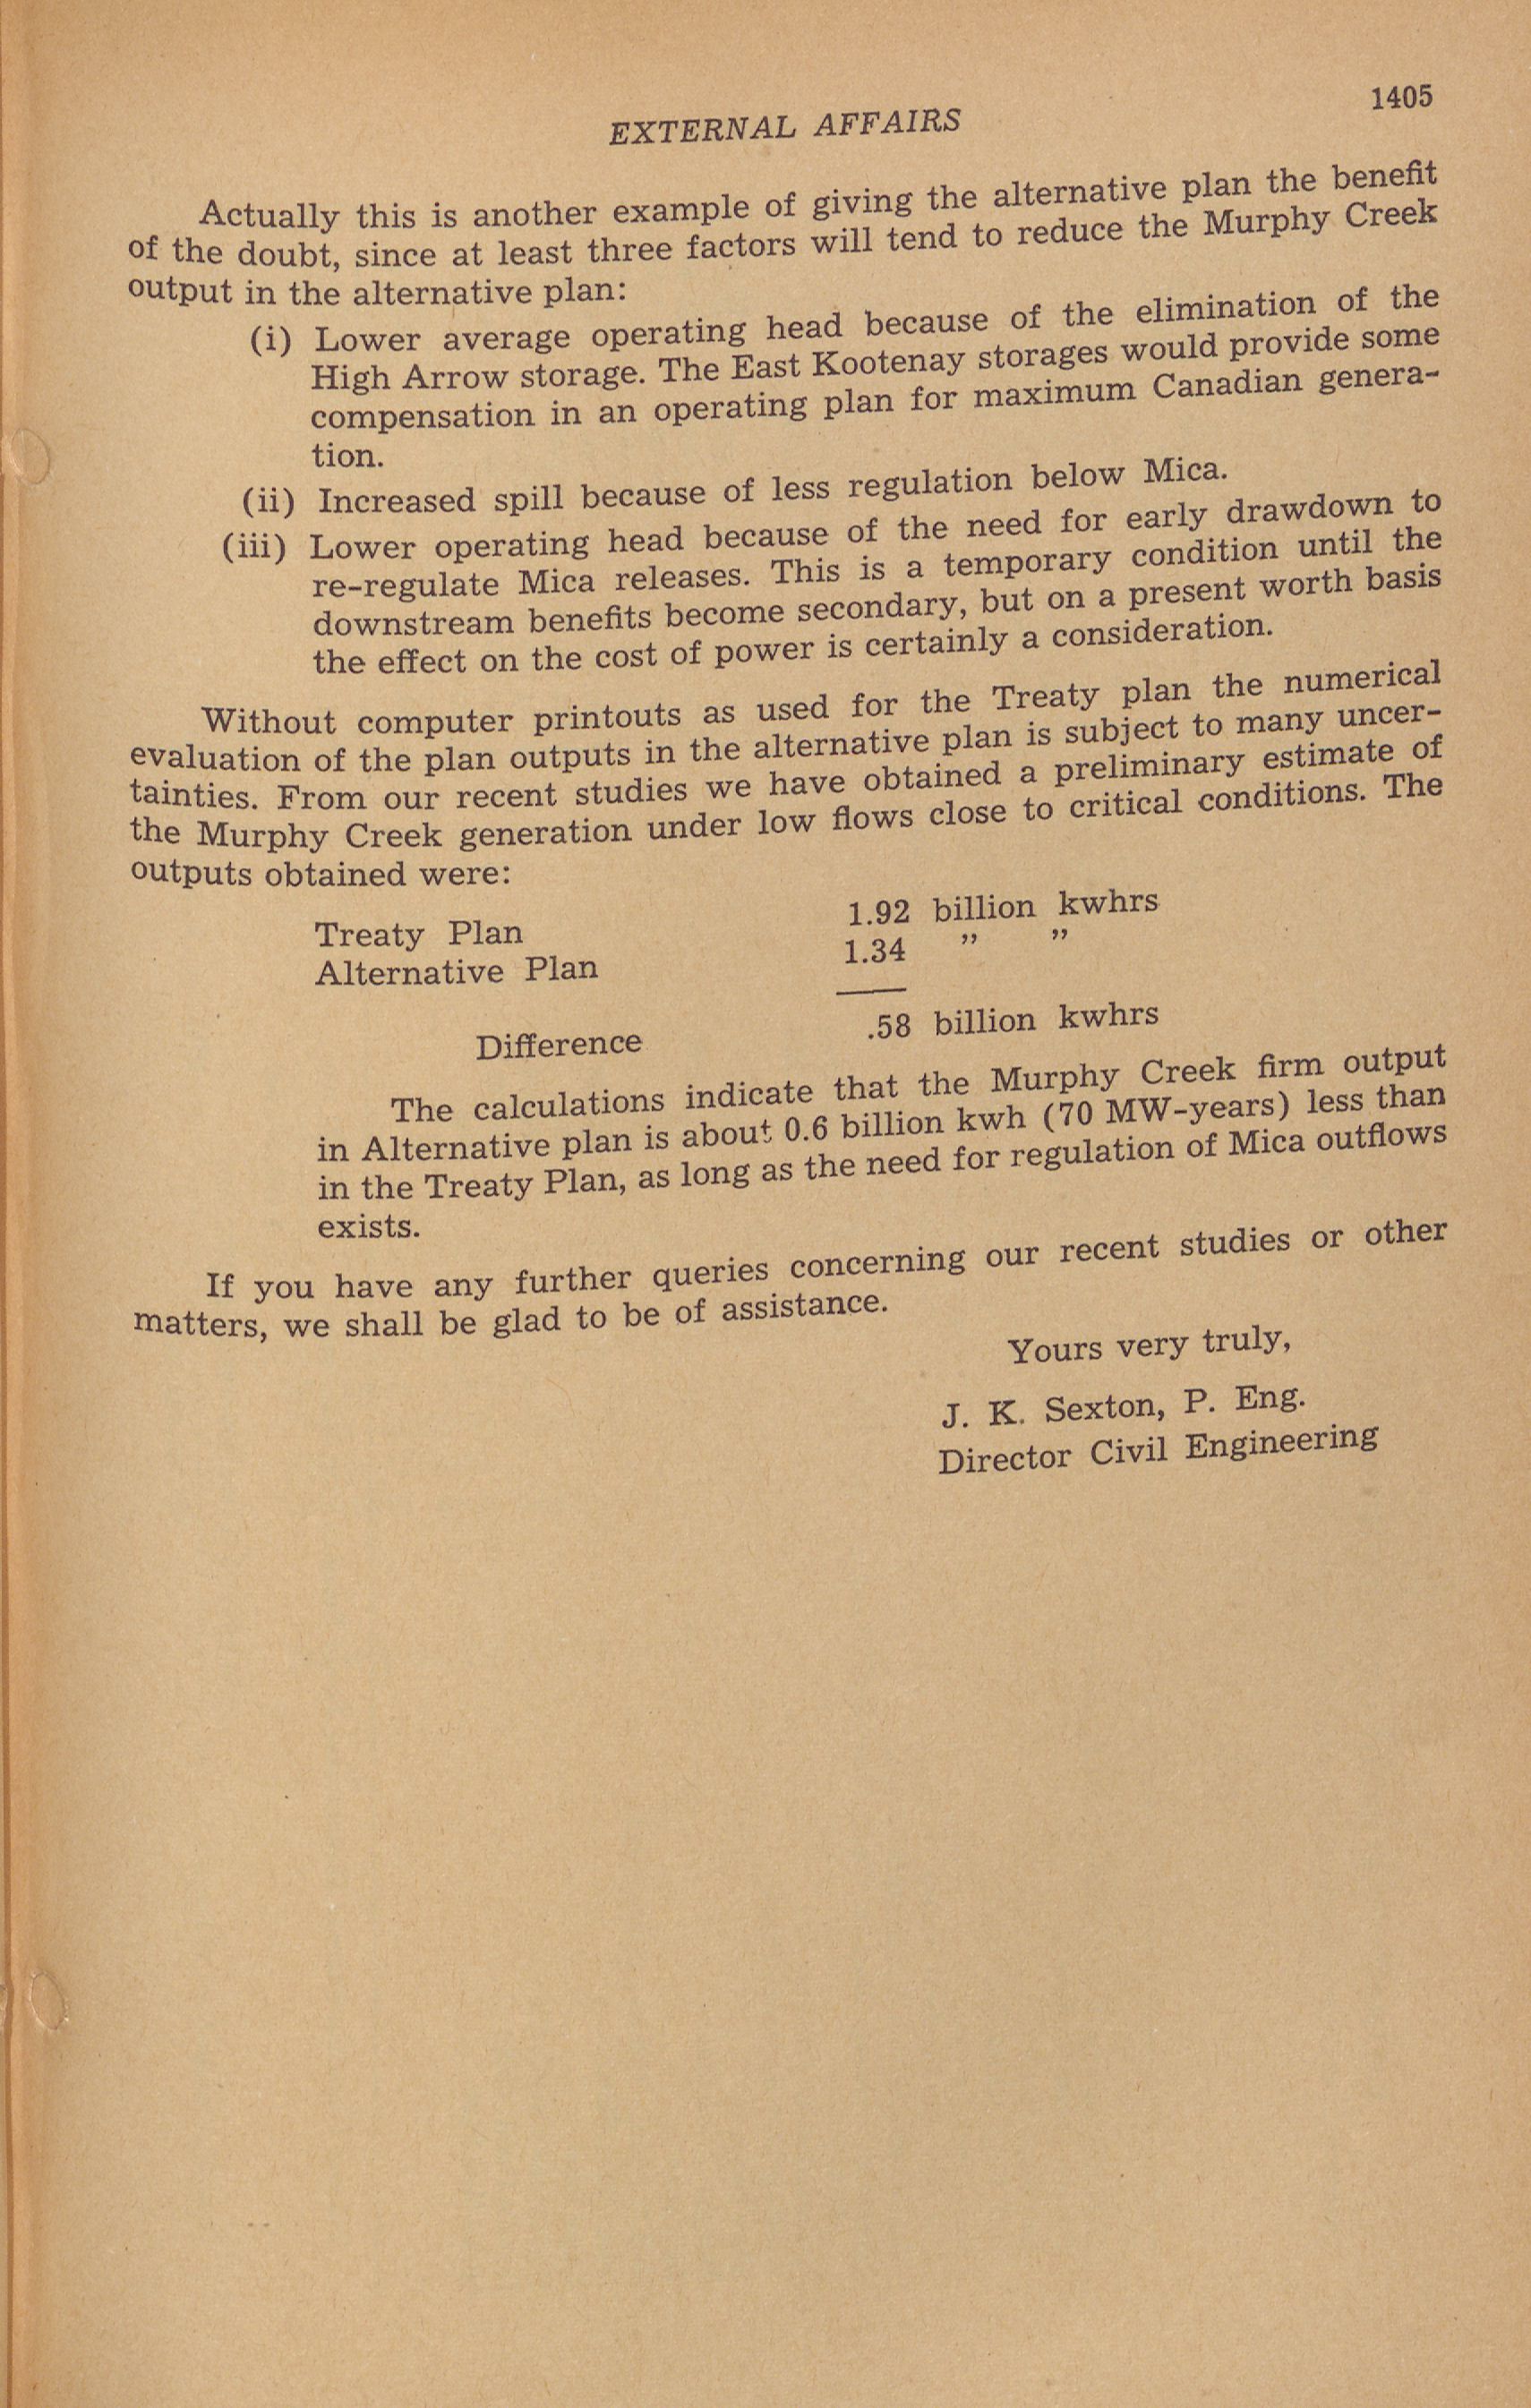 1405
EXTERNAL AFFAIRS
Actually this is another example of giving the alternative plan the benefit
of the doubt, since at least three factors will tend to reduce the Murphy Creek
output in the alternative plan:
(i) Lower average operating head because of the elimination of the
High Arrow storage. The East Kootenay storages would provide some
compensation in an operating plan for maximum Canadian genera-
tion.
(ii) Increased spill because of less regulation below Mica.
(iii) Lower operating head because of the need for early drawdown to
re-regulate Mica releases. This is a temporary condition until the
downstream benefits become secondary, but on a present worth basis
the effect on the cost of power is certainly a consideration.
Without computer printouts as used for the Treaty plan the numerical
evaluation of the plan outputs in the alternative plan is subject to many uncer-
tainties. From our recent studies we have obtained a preliminary estimate of
the Murphy Creek generation under low flows close to critical conditions. The
outputs obtained were:
Treaty Plan 1.92 billion kwhrs
Alternative Plan 1.34 ” ”
Difference .58 billion kwhrs
The calculations indicate that the Murphy Creek firm output
in Alternative plan is about 0.6 billion kwh (70 MW-years) less than
in the Treaty Plan, as long as the need for regulation of Mica outflows
exists.
If you have any further queries concerning our recent studies or other
matters, we shall be glad to be of assistance.
Yours very truly,
J. K. Sexton, P. Eng.
Director Civil Engineering